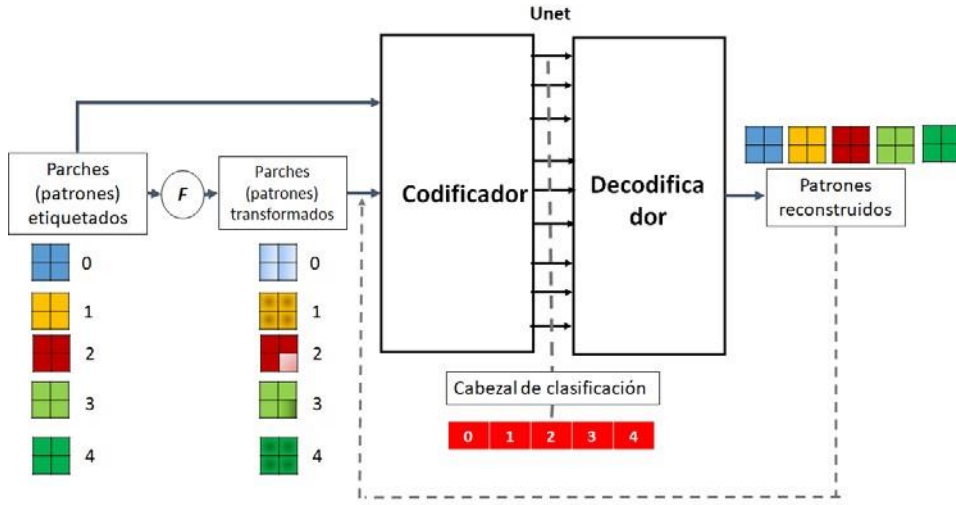 Unet
Parches
(patrones)
etiquetados
F
Parches
(patrones)
transformados
Codificador
Decodifica
dor
Patrones
reconstruidos
0
1
2
3
4
0
1
2
3
4
Cabezal de clasificación
0 1 2 3 4